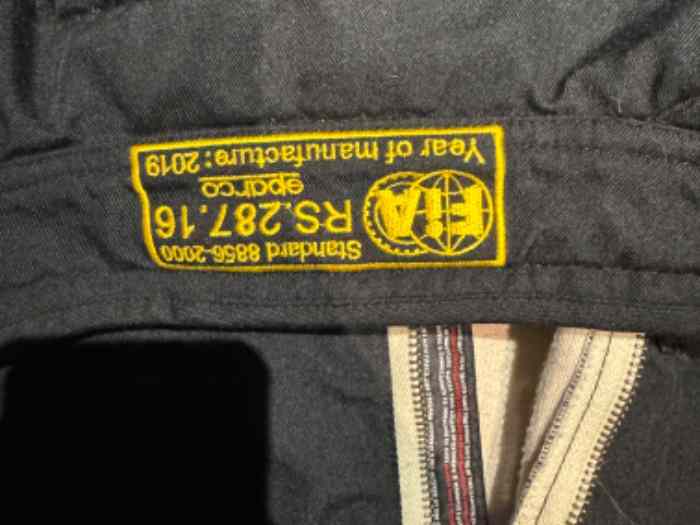 Standard 8856-2000
FiA
RS.287.16
sparco
Year of manufacture: 2019